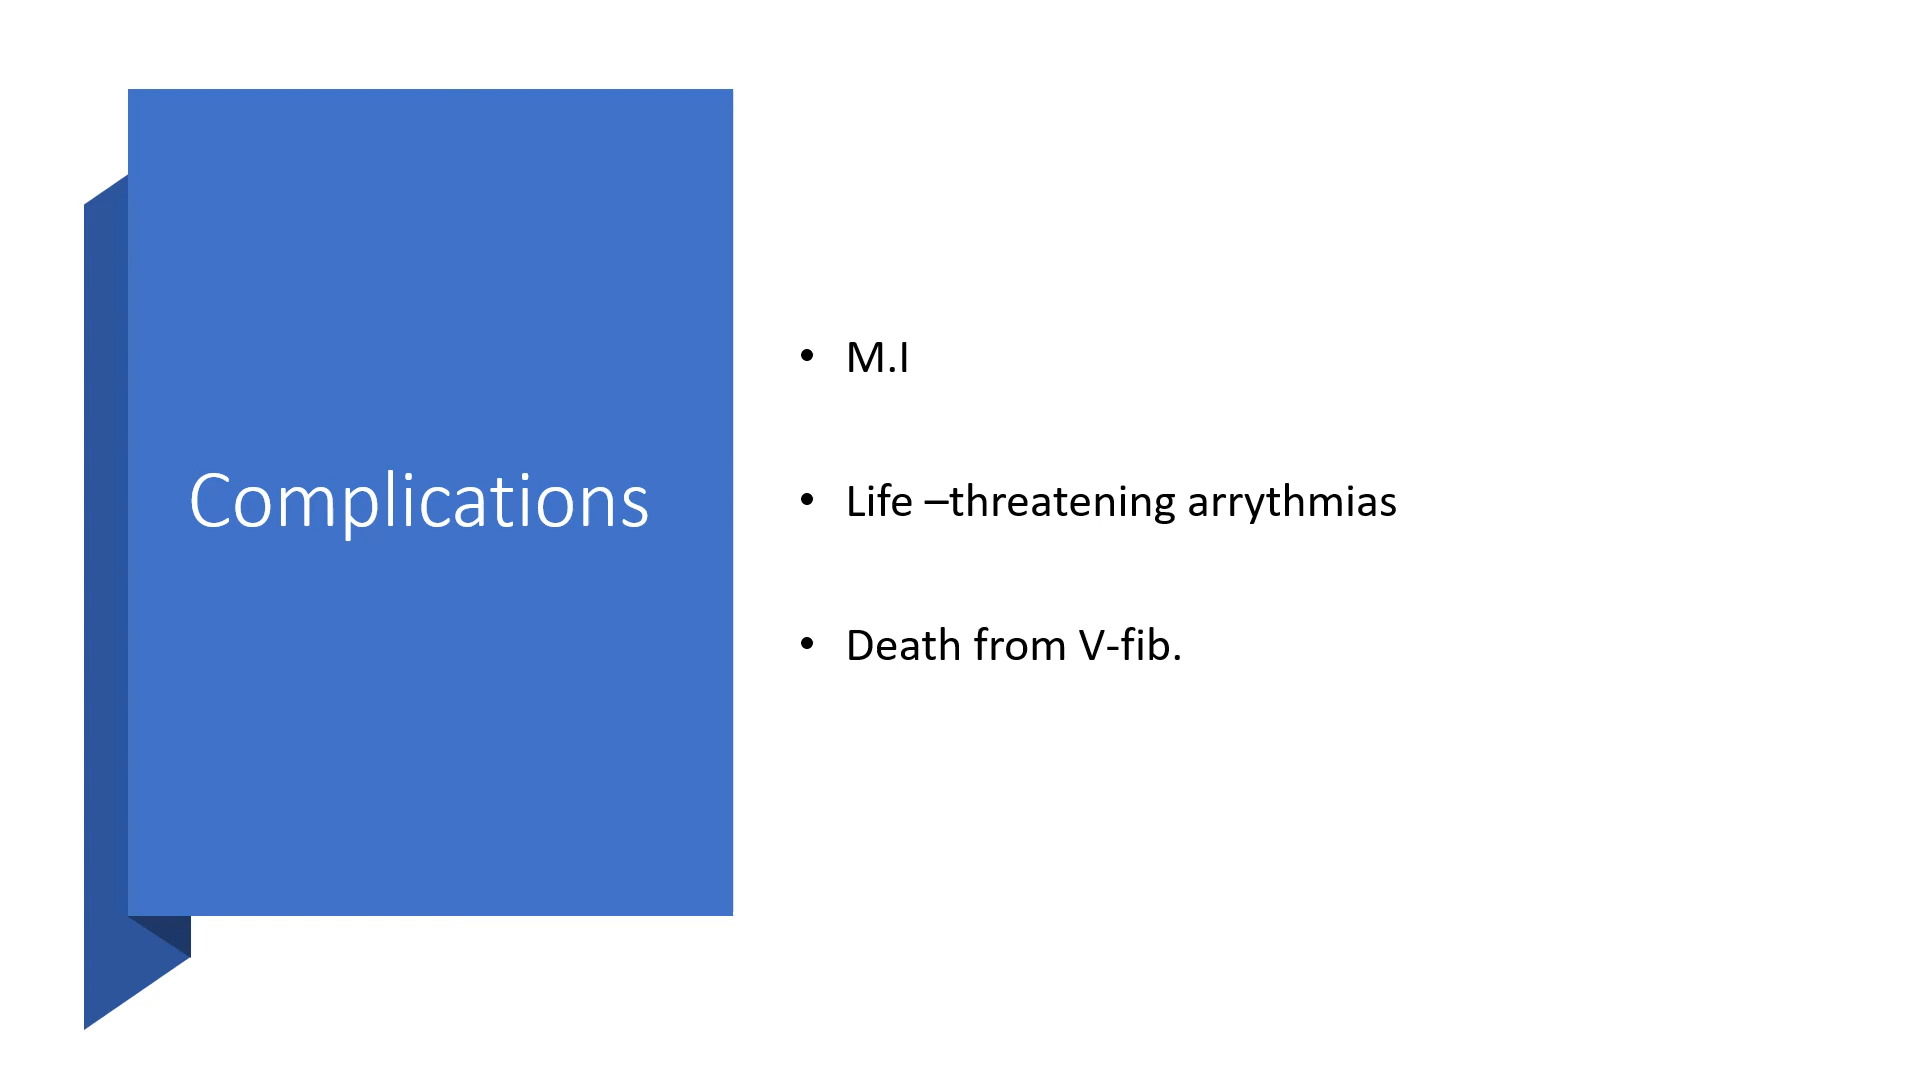 Complications
• M.I
• Life –threatening arrythmias
• Death from V-fib.